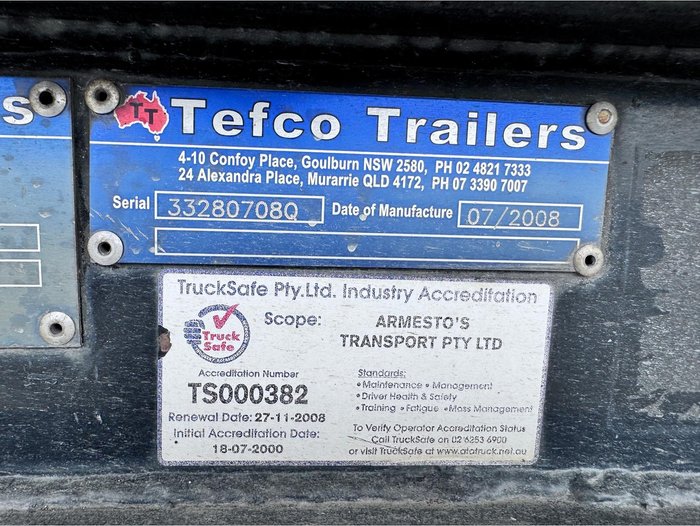 s
TT Tefco Trailers
4-10 Confoy Place, Goulburn NSW 2580, PH 02 4821 7333
24 Alexandra Place, Murarrie QLD 4172, PH 07 3390 7007
Serial 33280708Q Date of Manufacture 07/2008
TruckSafe Pty.Ltd. Industry Accreditation
Truck
Safe
Scope: ARMESTO'S
TRANSPORT PTY LTD
Accreditation Number
TS000382
Renewal Date: 27-11-2008
Initial Accreditation Date:
18-07-2000
Standards:
• Maintenance • Management
• Driver Health & Safety
• Training • Fatigue • Mass Management
To Verify Operator Accreditation Status
Call TruckSafe on 02 6253 6900
or visit TruckSafe at www.atatruck.net.au